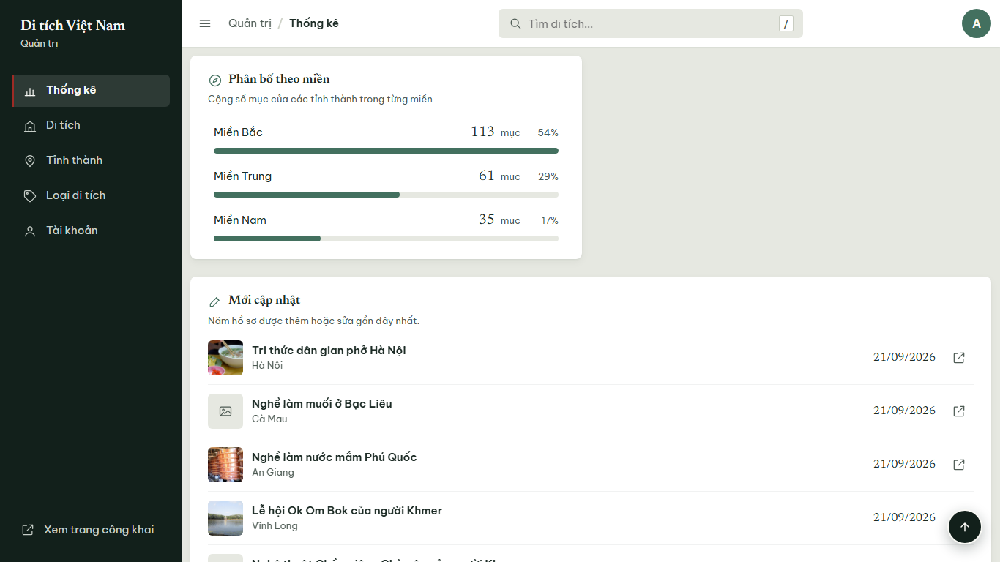 Di tích Việt Nam
Quản trị
Thống kê
Di tích
Tỉnh thành
Loại di tích
Tài khoản
Xem trang công khai
Quản trị / Thống kê
Tìm di tích... /
A
Phân bố theo miền
Cộng số mục của các tỉnh thành trong từng miền.
Miền Bắc 113 mục 54%
Miền Trung 61 mục 29%
Miền Nam 35 mục 17%
Mới cập nhật
Năm hồ sơ được thêm hoặc sửa gần đây nhất.
Tri thức dân gian phở Hà Nội
Hà Nội
21/09/2026
Nghề làm muối ở Bạc Liêu
Cà Mau
21/09/2026
Nghề làm nước mắm Phú Quốc
An Giang
21/09/2026
Lễ hội Ok Om Bok của người Khmer
Vĩnh Long
21/09/2026